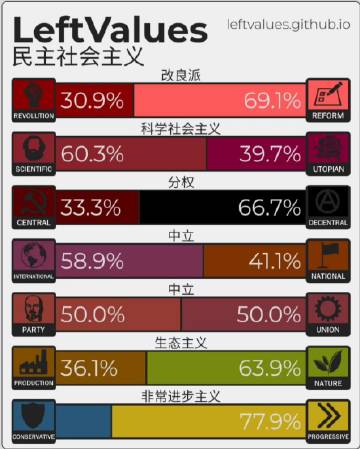 LeftValues
leftvalues.github.io
民主社会主义
改良派
REVOLUTION 30.9% 69.1% REFORM
科学社会主义
SCIENTIFIC 60.3% 39.7% UTOPIAN
分权
CENTRAL 33.3% 66.7% DECENTRAL
中立
INTERNATIONAL 58.9% 41.1% NATIONAL
中立
PARTY 50.0% 50.0% UNION
生态主义
PRODUCTION 36.1% 63.9% NATURE
非常进步主义
CONSERVATIVE 77.9% PROGRESSIVE